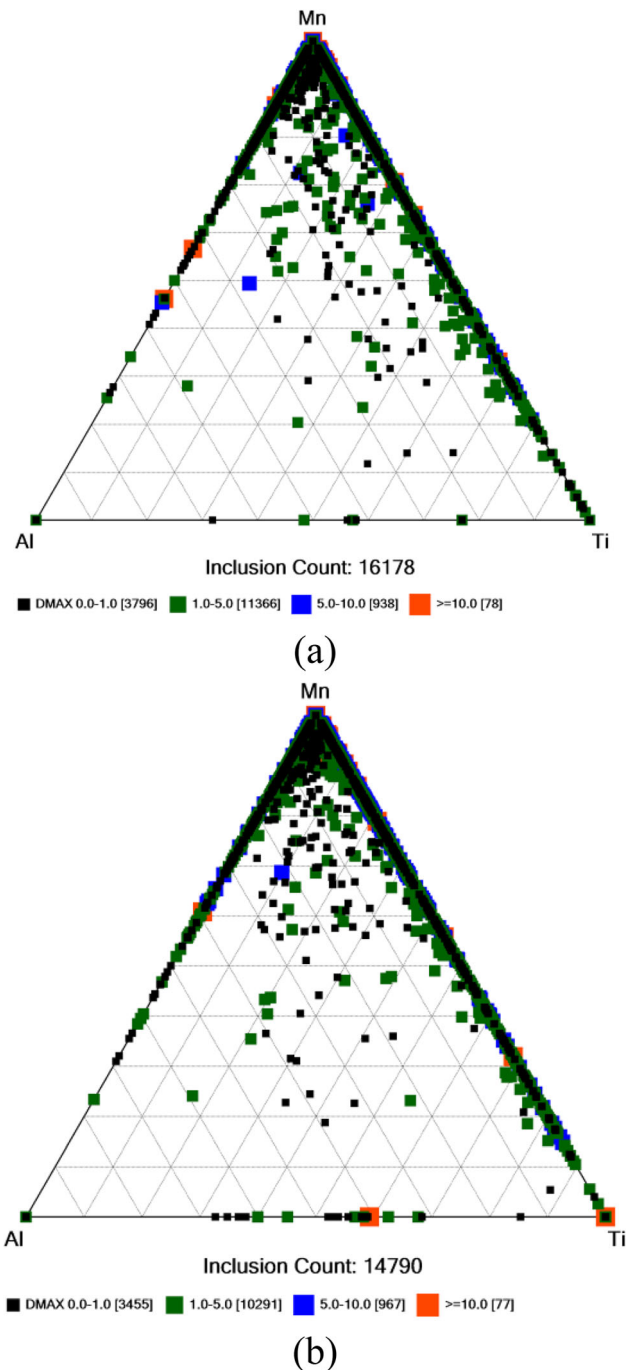 Mn
Al Ti
Inclusion Count: 16178
DMAX 0.0-1.0 [3796] 1.0-5.0 [11366] 5.0-10.0 [938] >=10.0 [78]
(a)
Mn
Al Ti
Inclusion Count: 14790
DMAX 0.0-1.0 [3455] 1.0-5.0 [10291] 5.0-10.0 [967] >=10.0 [77]
(b)